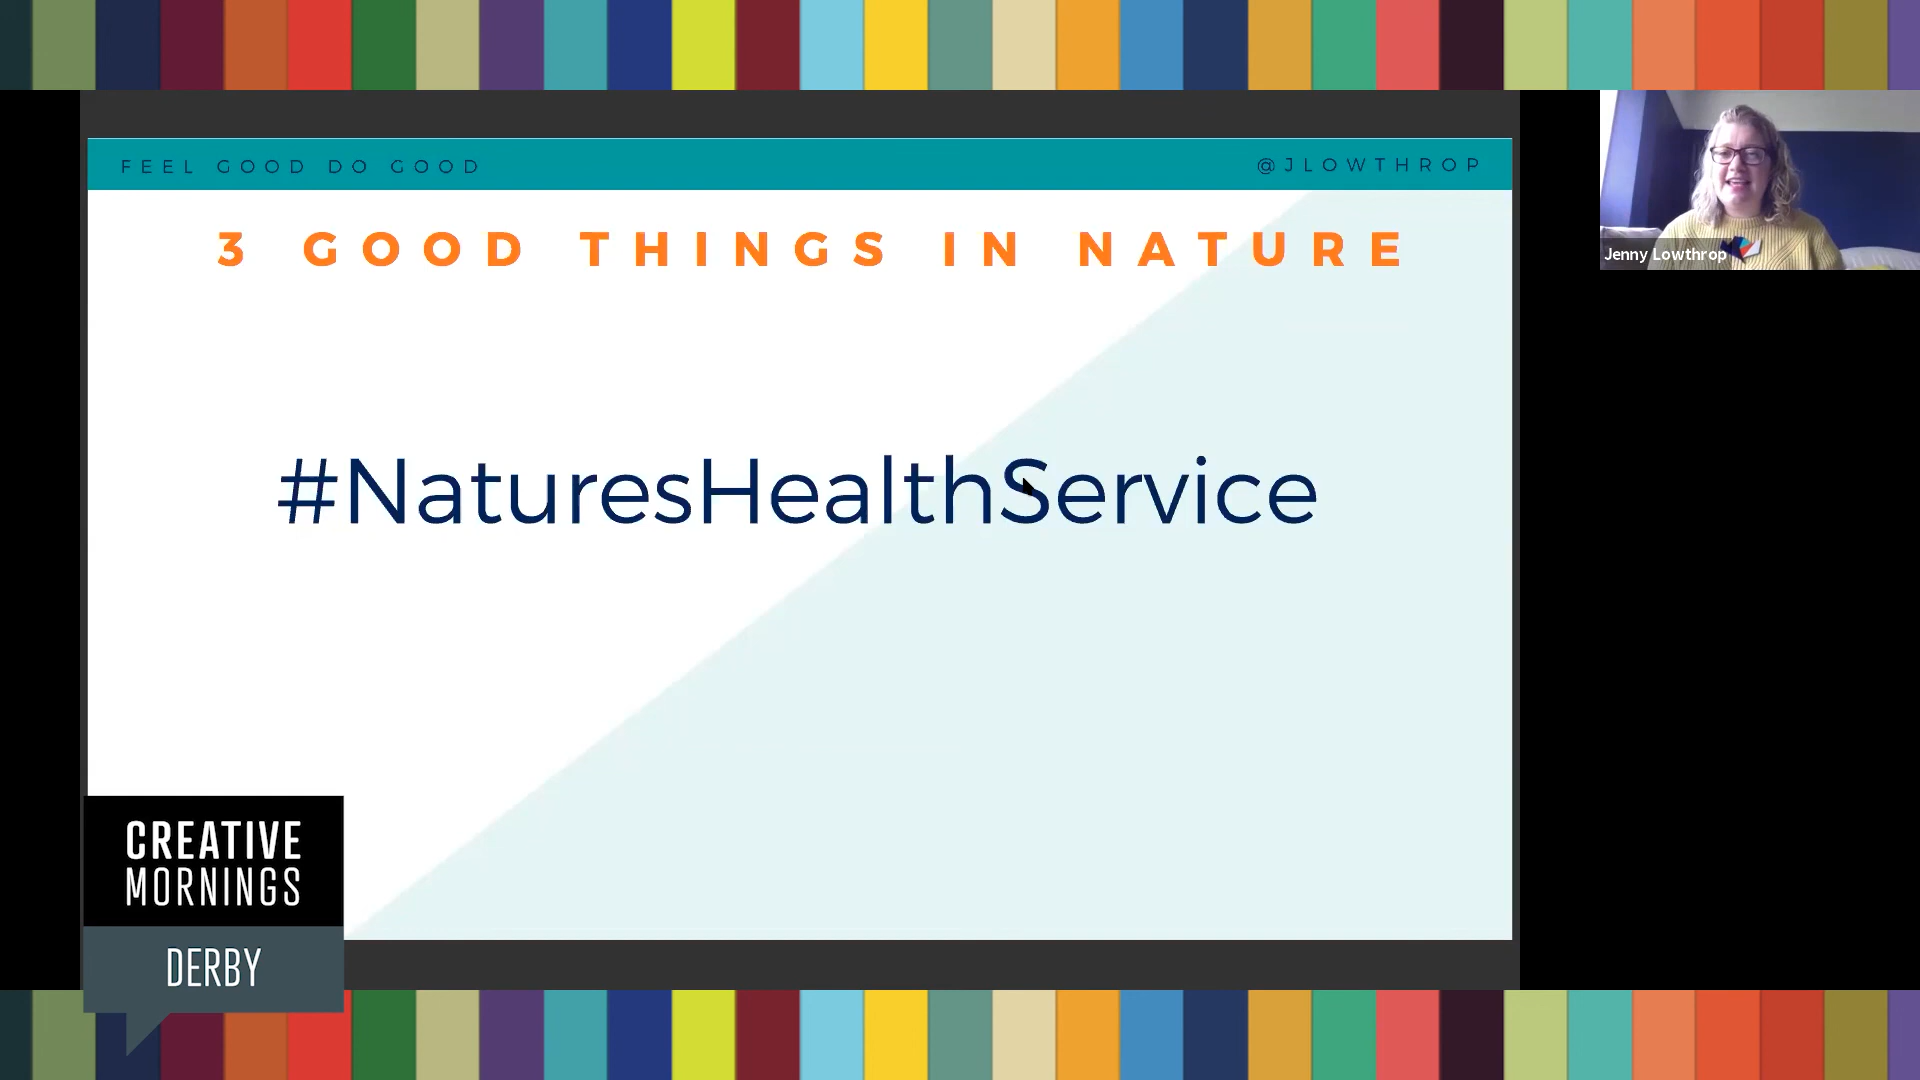 FEEL GOOD DO GOOD
@JLOWTHROP
3 GOOD THINGS IN NATURE
Jenny Lowthrop
#NaturesHealthService
CREATIVE
MORNINGS
DERBY